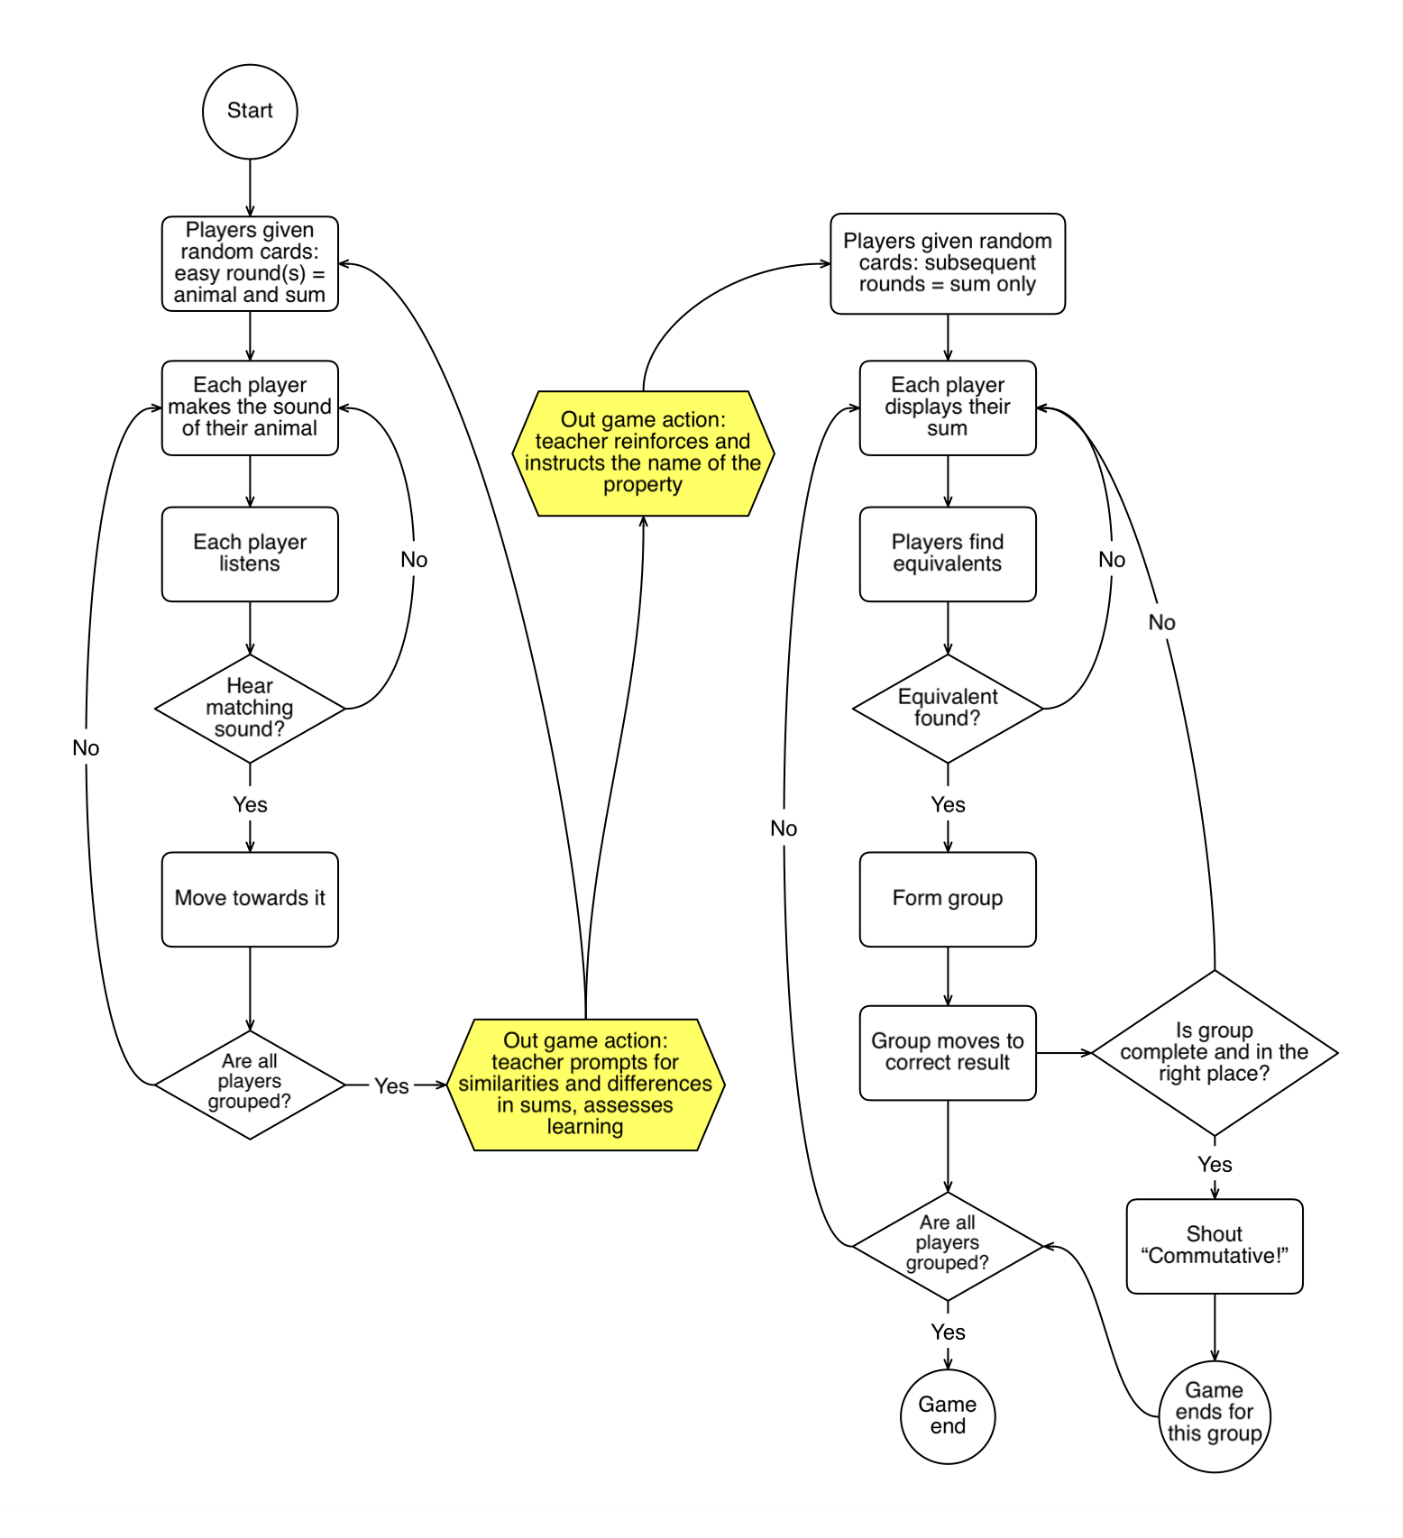 Start
Players given
random cards:
easy round(s) =
animal and sum
Each player
makes the sound
of their animal
Each player
listens
No
Hear
matching
sound?
No
Yes
Move towards it
Are all
players
grouped?
Yes
Out game action:
teacher prompts for
similarities and differences
in sums, assesses
learning
Out game action:
teacher reinforces and
instructs the name of the
property
Players given random
cards: subsequent
rounds = sum only
Each player
displays their
sum
Players find
equivalents
No
No
Equivalent
found?
Yes
No
Form group
Group moves to
correct result
Is group
complete and in the
right place?
Yes
Shout
“Commutative!”
Are all
players
grouped?
Yes
Game
end
Game
ends for
this group